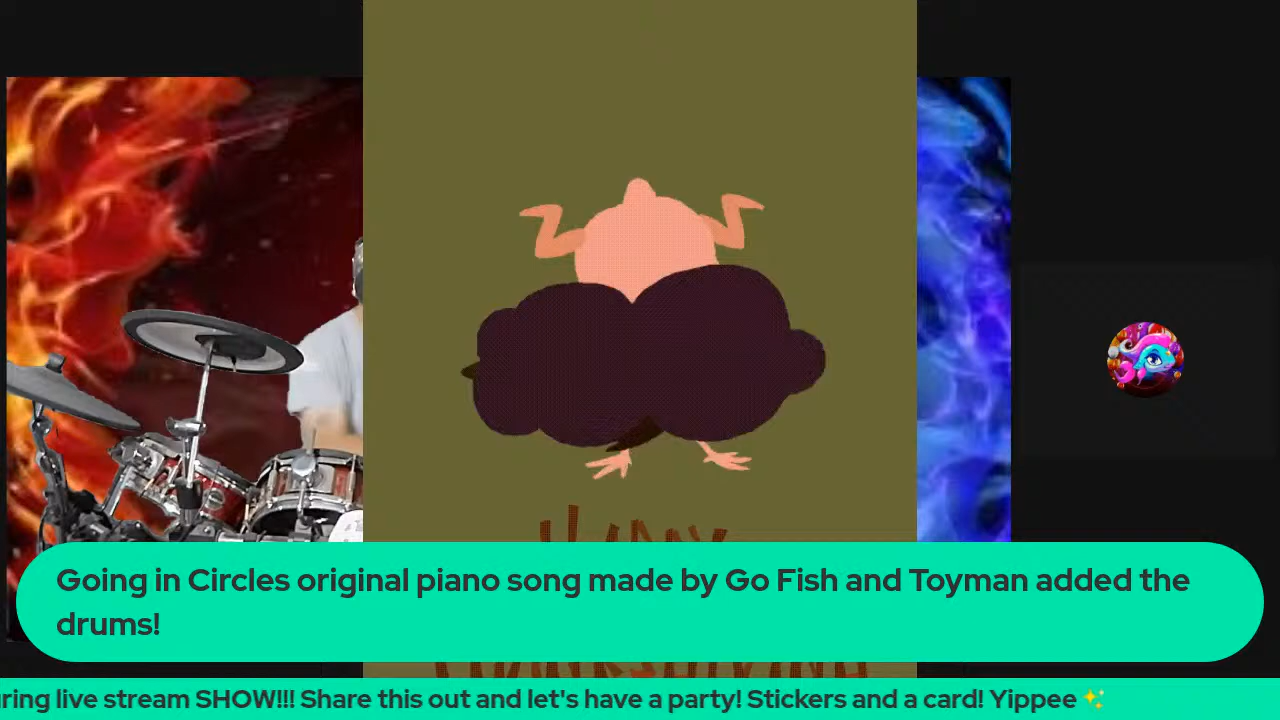 Going in Circles original piano song made by Go Fish and Toyman added the
drums!
live stream SHOW!!! Share this out and let's have a party! Stickers and a card! Yippee ✨